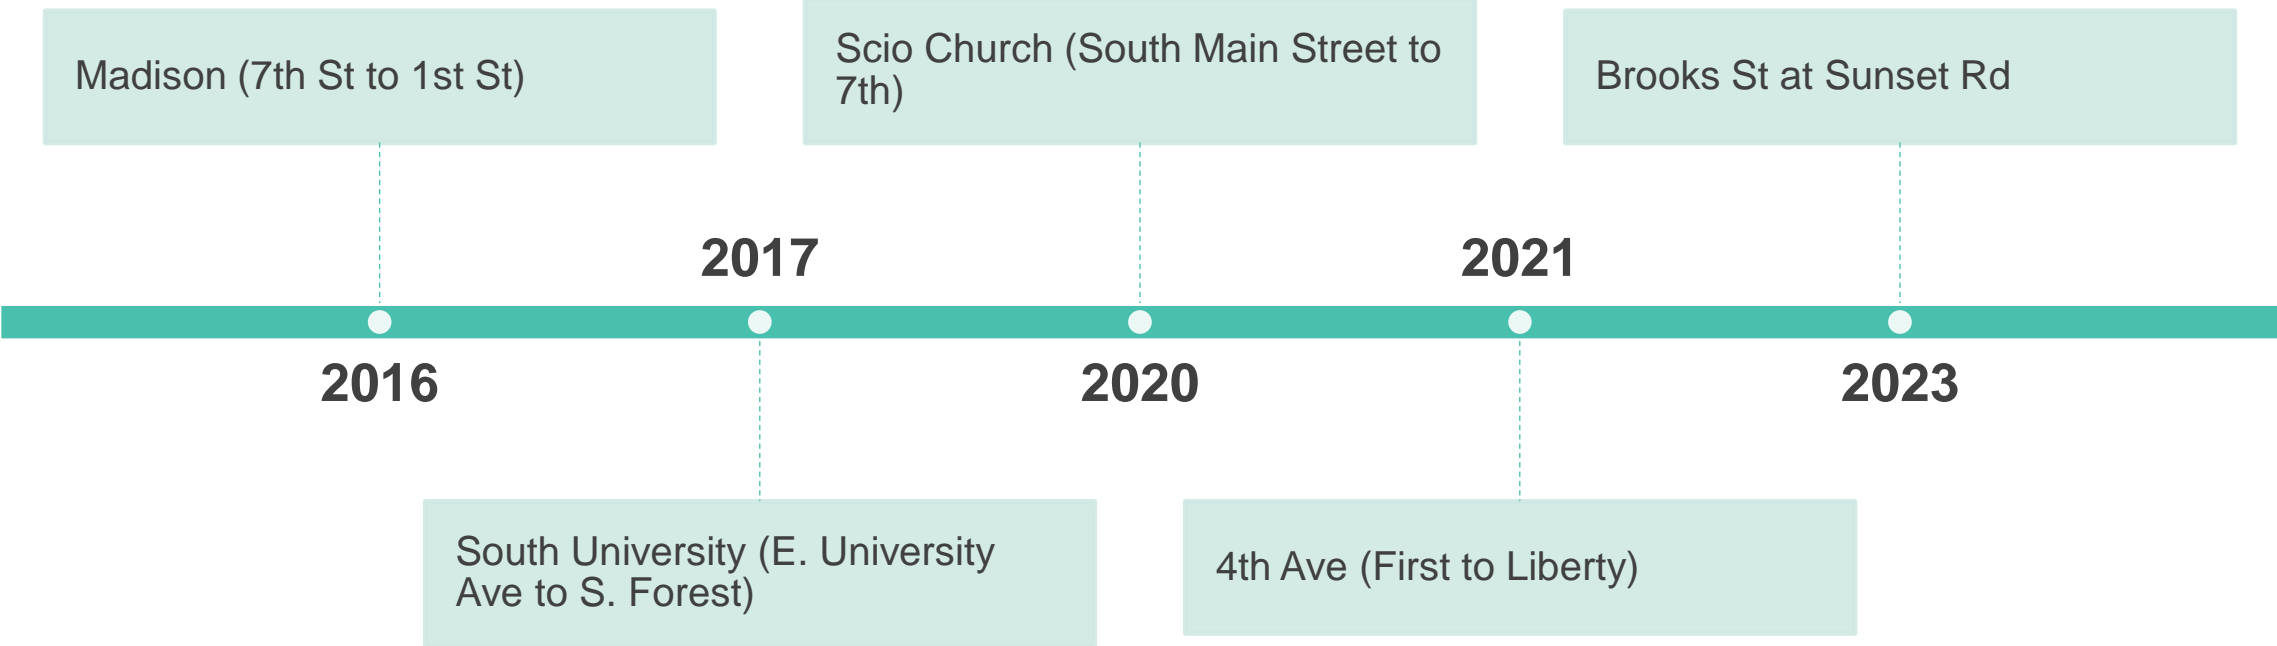 Madison (7th St to 1st St)
Scio Church (South Main Street to
7th)
Brooks St at Sunset Rd
2017
2021
2016
2020
2023
South University (E. University
Ave to S. Forest)
4th Ave (First to Liberty)